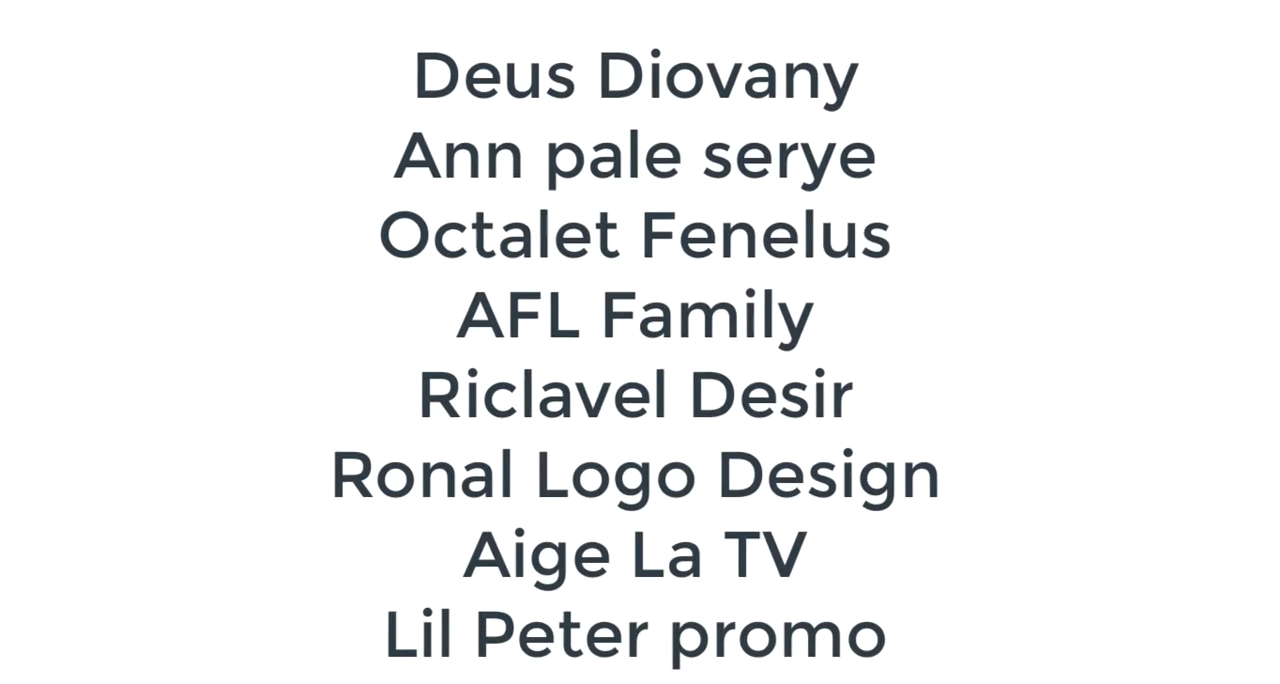 Deus Diovany
Ann pale serye
Octalet Fenelus
AFL Family
Riclavel Desir
Ronal Logo Design
Aige La TV
Lil Peter promo